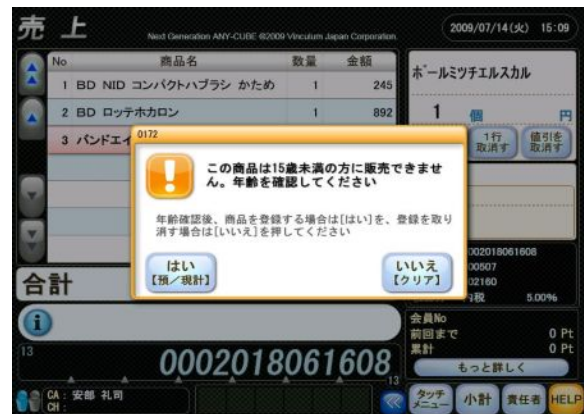 売 上
Next Generation ANY-CUBE ©2009 Vinculum Japan Corporation.
2009/07/14(火) 15:09
No 商品名 数量 金額
1 BD NID コンパクトハブラシ かため 1 245
2 BD ロッテホカロン 1 892
3 バンドエイ
ボールミツチエルスカル
1 個 円
1行取消す
値引を取消す
0172
この商品は15歳未満の方に販売できません。年齢を確認してください
年齢確認後、商品を登録する場合は[はい]を、登録を取り消す場合は[いいえ]を押してください
はい
【預/現計】
いいえ
【クリア】
002018061608
00507
02160
内税 5.00%
合計
会員No
前回まで 0 Pt
累計 0 Pt
もっと詳しく
13
0002018061608
13
CA : 安部 礼司
CH :
タッチメニュー
小計
責任者
HELP